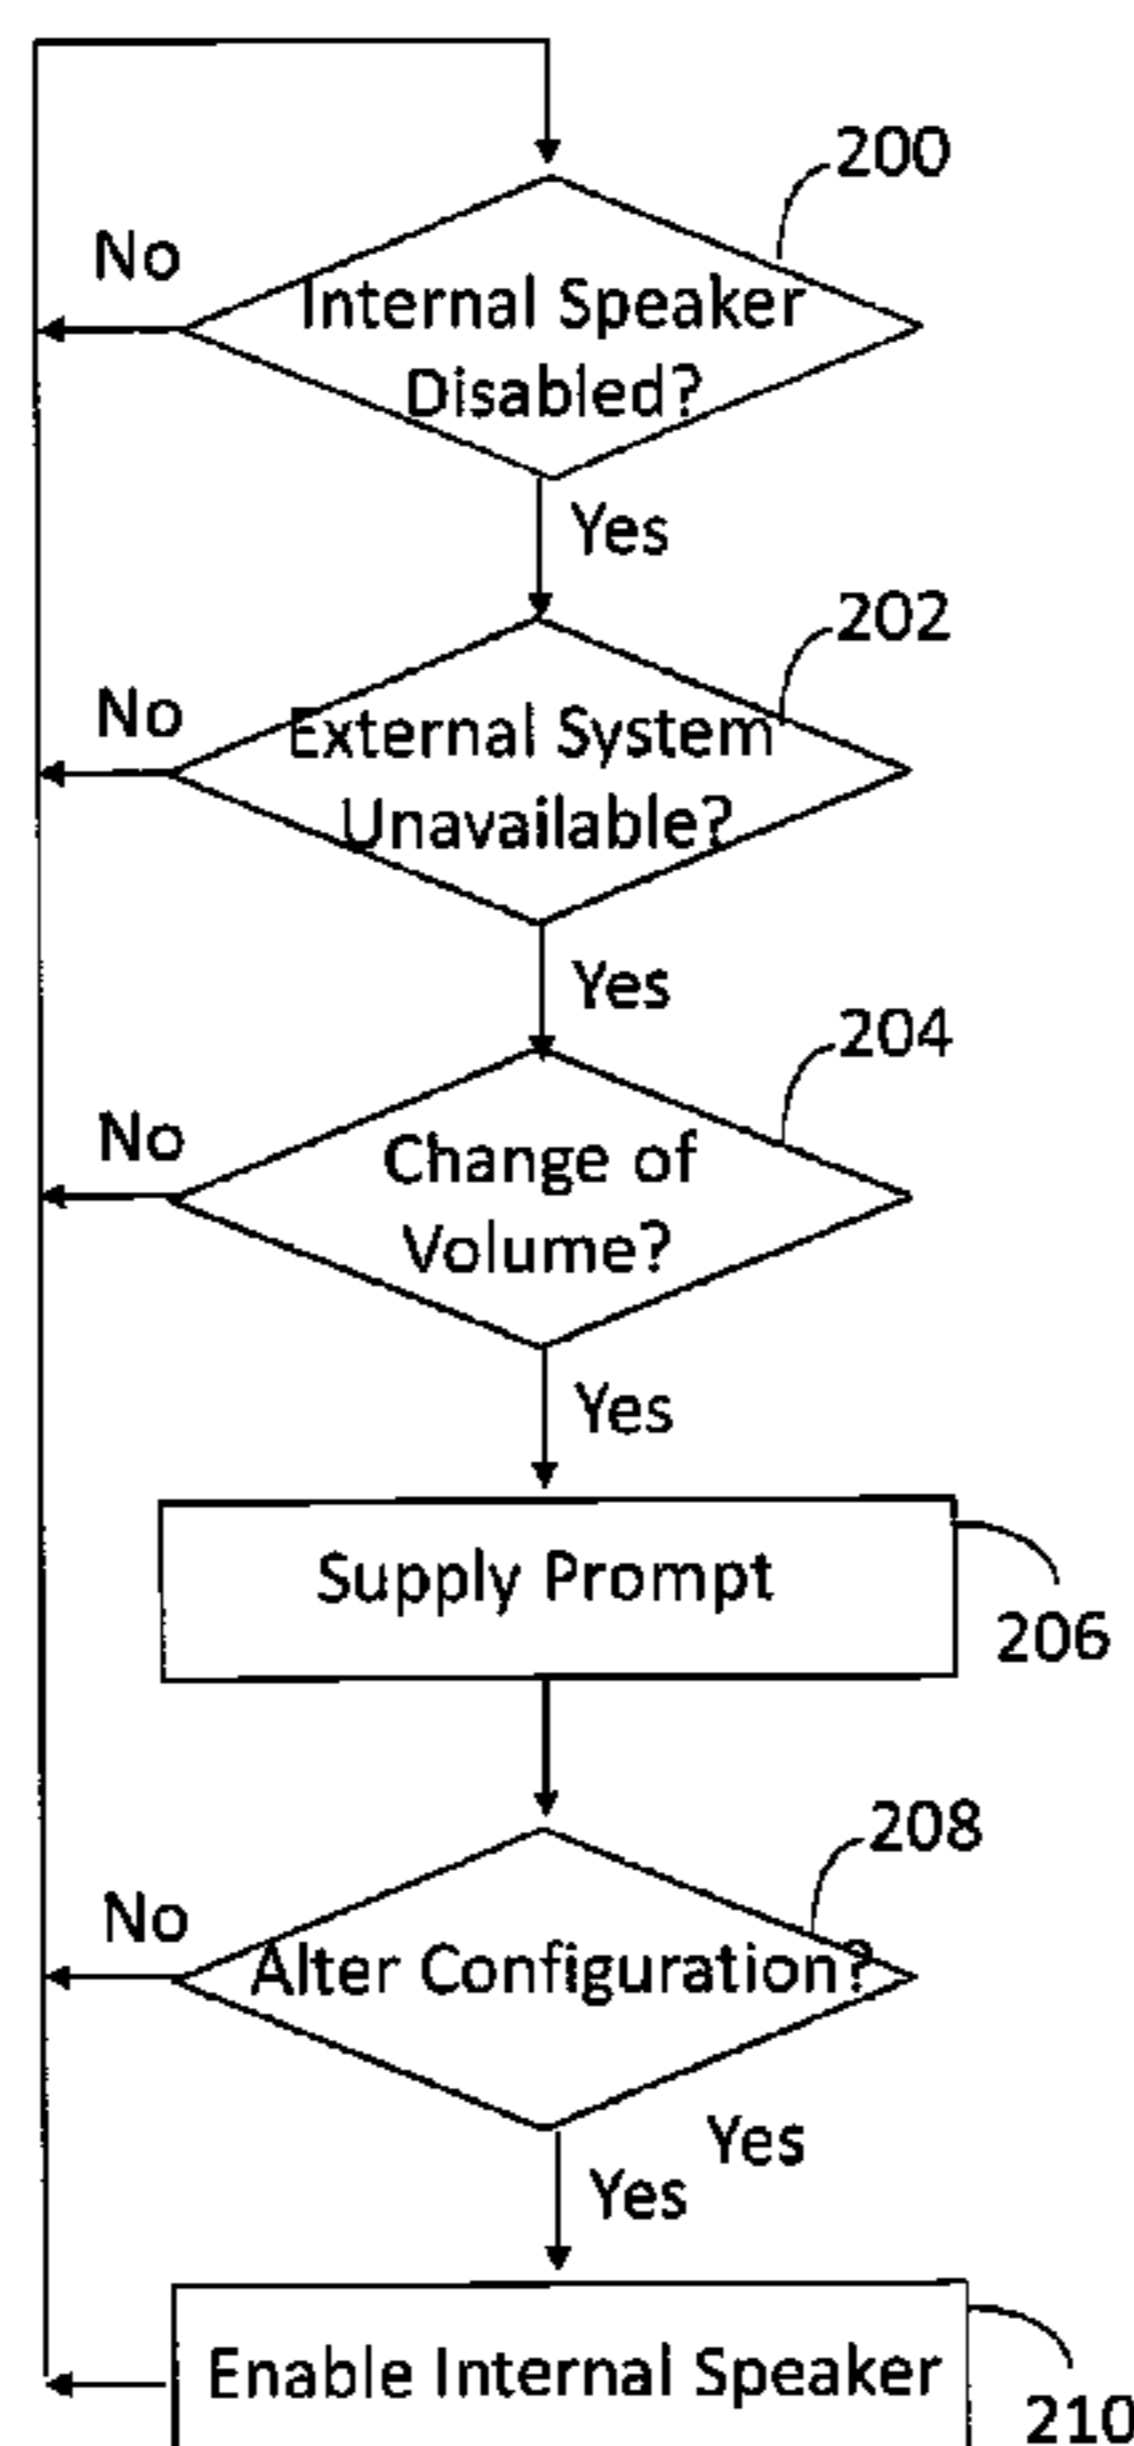 200
No
Internal Speaker
Disabled?
Yes
202
No
External System
Unavailable?
Yes
204
No
Change of
Volume?
Yes
Supply Prompt
206
208
No
Alter Configuration?
Yes
Yes
Enable Internal Speaker
210